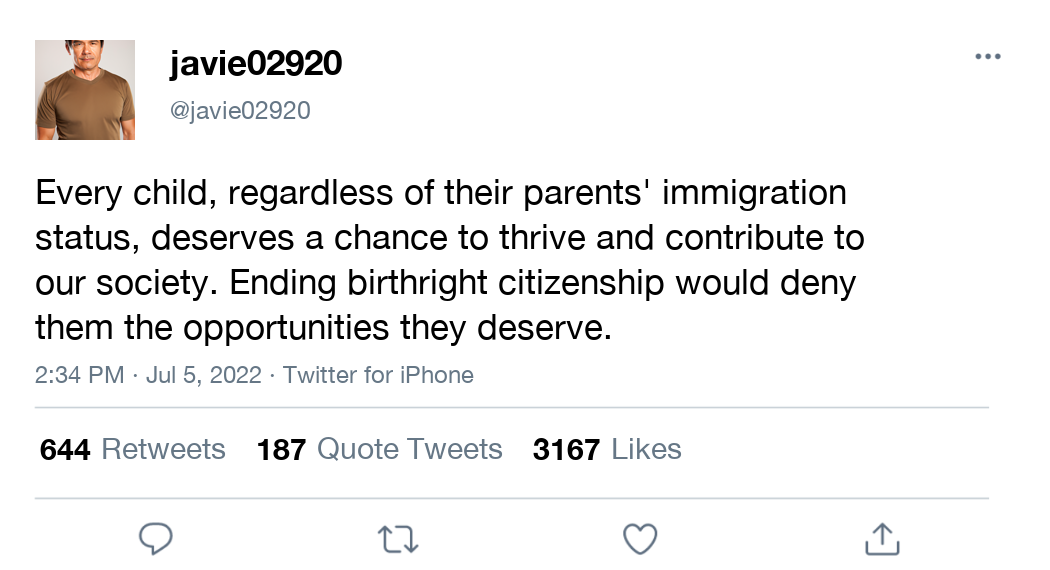 javie02920
@javie02920
Every child, regardless of their parents' immigration
status, deserves a chance to thrive and contribute to
our society. Ending birthright citizenship would deny
them the opportunities they deserve.
2:34 PM · Jul 5, 2022 · Twitter for iPhone
644 Retweets 187 Quote Tweets 3167 Likes